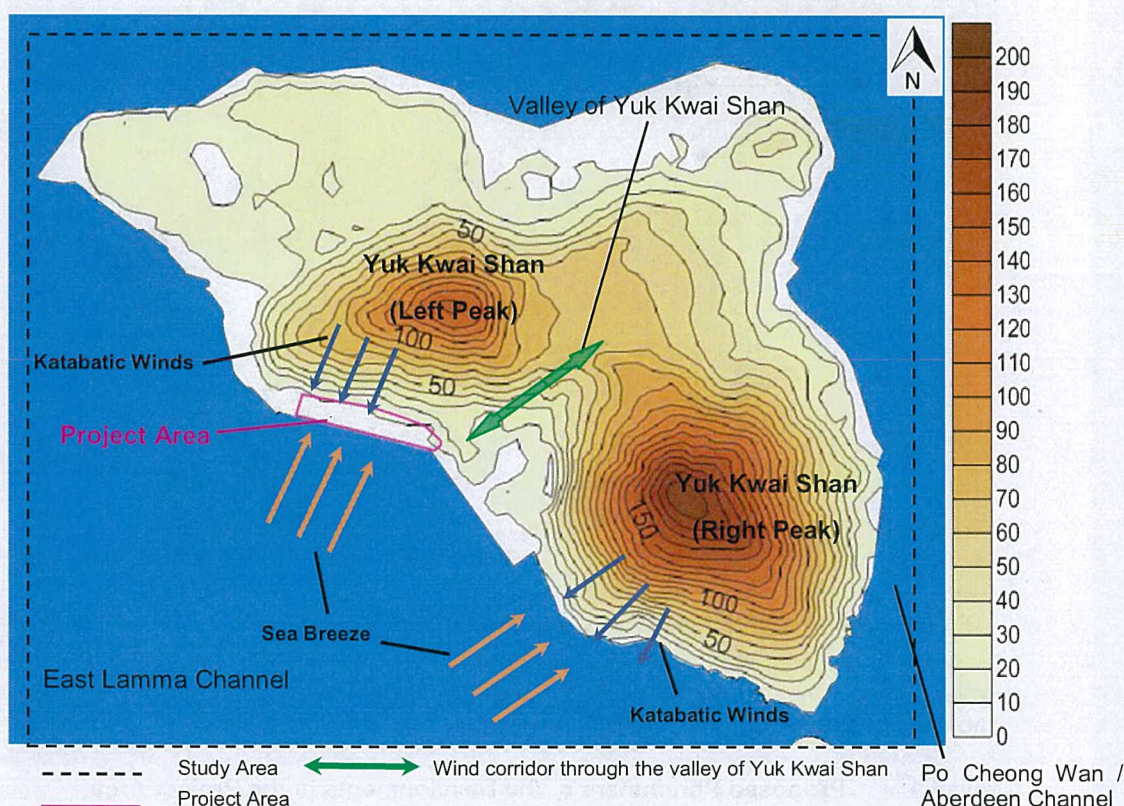 N
Valley of Yuk Kwai Shan
50
Yuk Kwai Shan
(Left Peak)
100
50
Katabatic Winds
Project Area
Yuk Kwai Shan
150
(Right Peak)
100
50
Sea Breeze
East Lamma Channel
Katabatic Winds
200
190
180
170
160
150
140
130
120
110
100
90
80
70
60
50
40
30
20
10
0
Study Area
Wind corridor through the valley of Yuk Kwai Shan
Project Area
Po Cheong Wan /
Aberdeen Channel